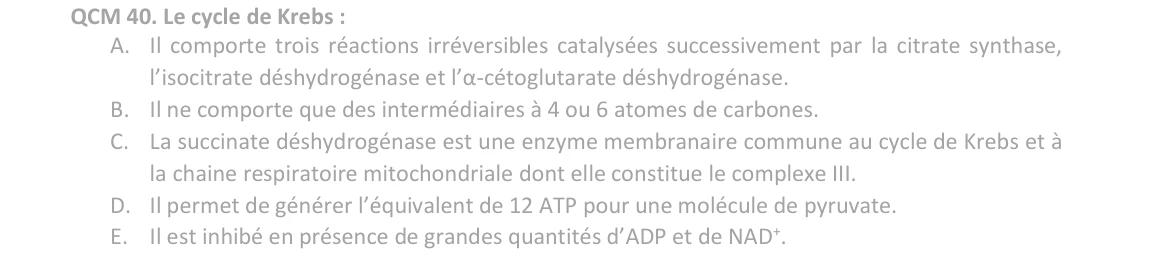 QCM 40. Le cycle de Krebs :
A. Il comporte trois réactions irréversibles catalysées successivement par la citrate synthase,
l’isocitrate déshydrogénase et l’α-cétoglutarate déshydrogénase.
B. Il ne comporte que des intermédiaires à 4 ou 6 atomes de carbones.
C. La succinate déshydrogénase est une enzyme membranaire commune au cycle de Krebs et à
la chaine respiratoire mitochondriale dont elle constitue le complexe III.
D. Il permet de générer l’équivalent de 12 ATP pour une molécule de pyruvate.
E. Il est inhibé en présence de grandes quantités d’ADP et de NAD⁺.